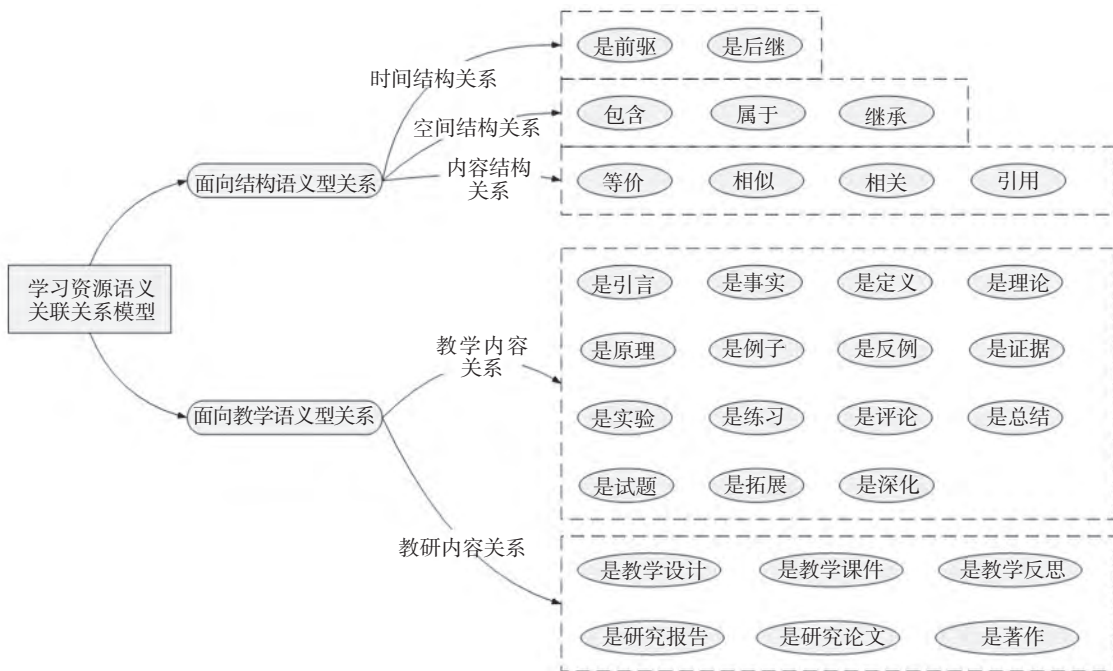 是前驱 是后继
时间结构关系
包含 属于 继承
空间结构关系
面向结构语义型关系
内容结构
关系
等价 相似 相关 引用
学习资源语义
关联关系模型
是引言 是事实 是定义 是理论
教学内容
关系
是原理 是例子 是反例 是证据
面向教学语义型关系
是实验 是练习 是评论 是总结
是试题 是拓展 是深化
教研内容关系
是教学设计 是教学课件 是教学反思
是研究报告 是研究论文 是著作